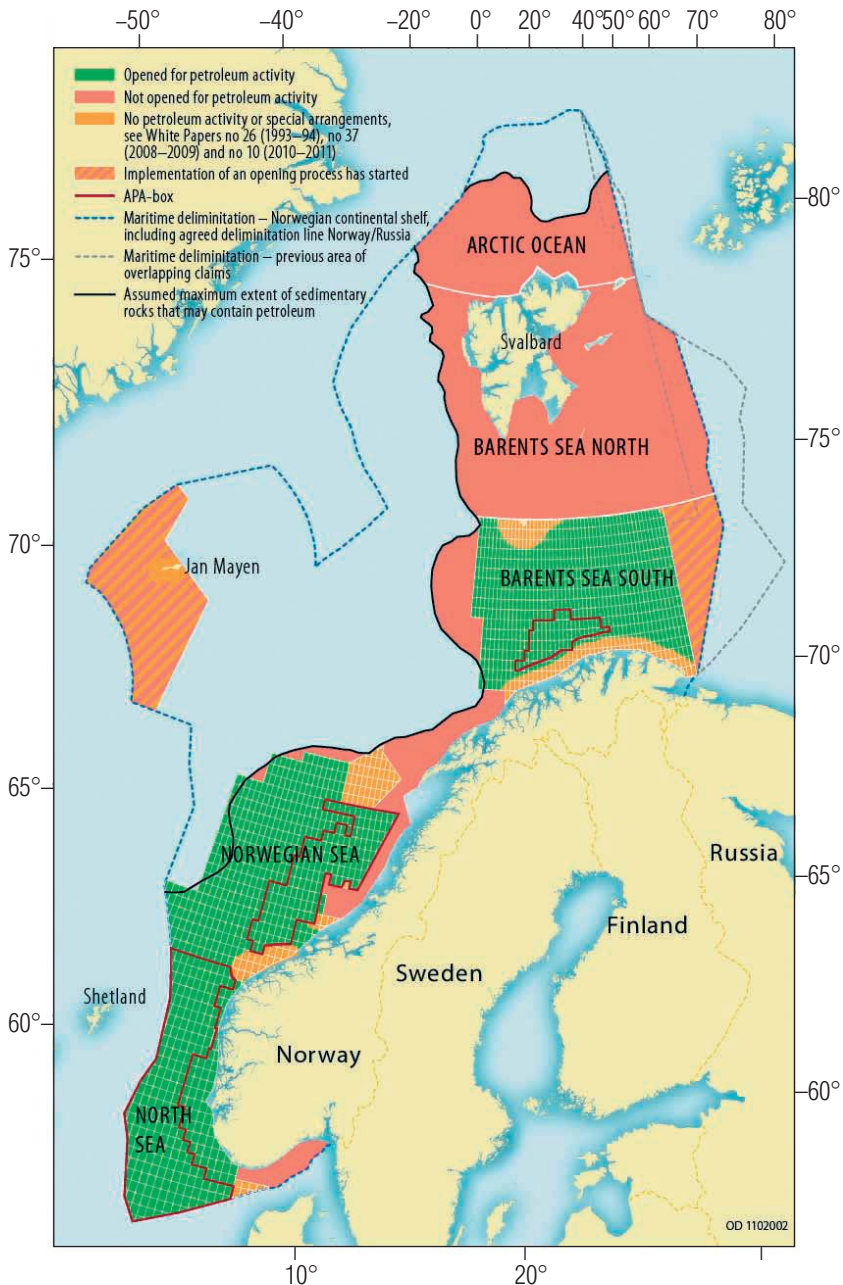 –50° –40° –20° 0° 20° 40° 50° 60° 70° 80°
Opened for petroleum activity
Not opened for petroleum activity
No petroleum activity or special arrangements,
see White Papers no 26 (1993–94), no 37
(2008–2009) and no 10 (2010–2011)
Implementation of an opening process has started
APA-box
Maritime deliminitation – Norwegian continental shelf,
including agreed deliminitation line Norway/Russia
Maritime deliminitation – previous area of
overlapping claims
Assumed maximum extent of sedimentary
rocks that may contain petroleum
80°
ARCTIC OCEAN
75°
Svalbard
75°
BARENTS SEA NORTH
70°
Jan Mayen
BARENTS SEA SOUTH
70°
65°
NORWEGIAN SEA
Russia
65°
Finland
Sweden
Shetland
60°
Norway
60°
NORTH
SEA
OD 1102002
10° 20°